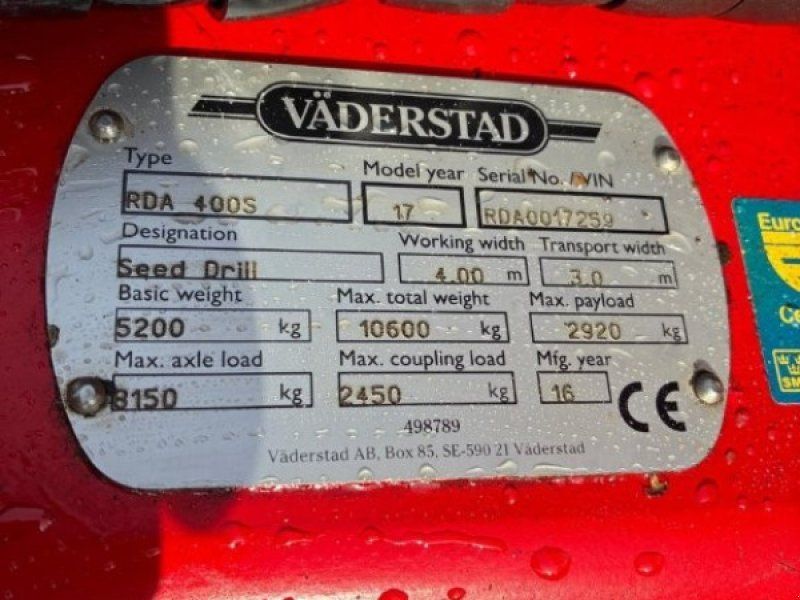 VÄDERSTAD
Type Model year Serial No. / VIN
RDA 400S 17 RDA0017259
Designation Working width Transport width
Seed Drill 4.00 m 3.0 m
Basic weight Max. total weight Max. payload
5200 kg 10600 kg 2920 kg
Max. axle load Max. coupling load Mfg. year
8150 kg 2450 kg 16 CE
498789
Väderstad AB, Box 85, SE-590 21 Väderstad